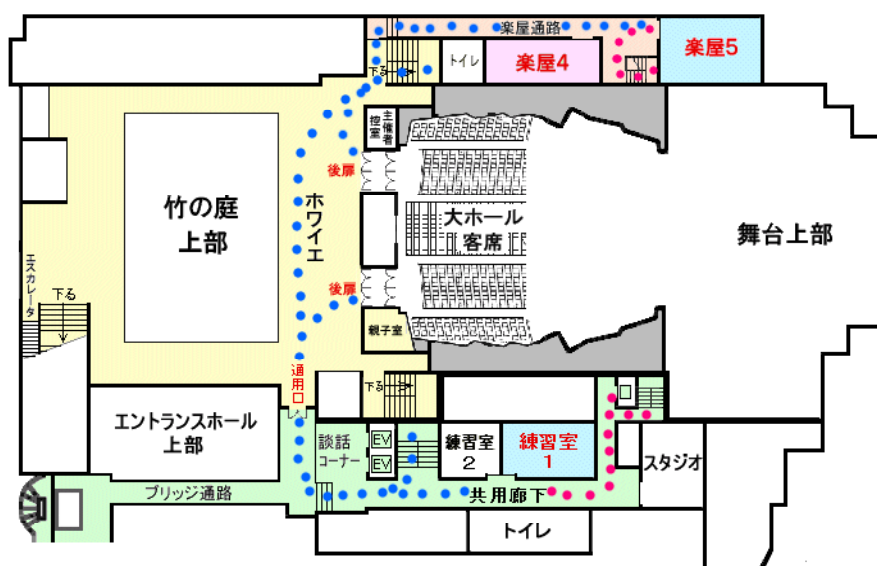 楽屋通路
楽屋5
下る
トイレ
楽屋4
主催者
控室
後扉
竹の庭
上部
ホワイエ
大ホール
客席
舞台上部
エスカレータ
下る
後扉
親子室
通用口
下る
エントランスホール
上部
談話
コーナー
EV
EV
練習室
2
練習室
1
スタジオ
ブリッジ通路
共用廊下
トイレ